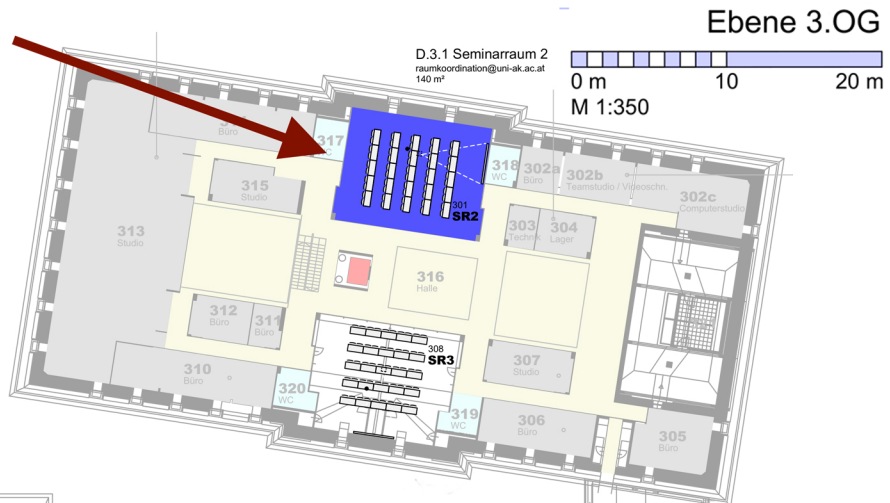 Ebene 3.OG
D.3.1 Seminarraum 2
raumkoordination@uni-ak.ac.at
140 m²
0 m 10 20 m
M 1:350
Büro
317
318
WC
302a
Büro
302b
Teamstudio / Videoschn.
302c
Computerstudio
315
Studio
301
SR2
303
304
Lager
313
Studio
316
Halle
312
Büro
311
Büro
308
SR3
307
Studio
310
Büro
320
WC
319
WC
306
Büro
305
Büro